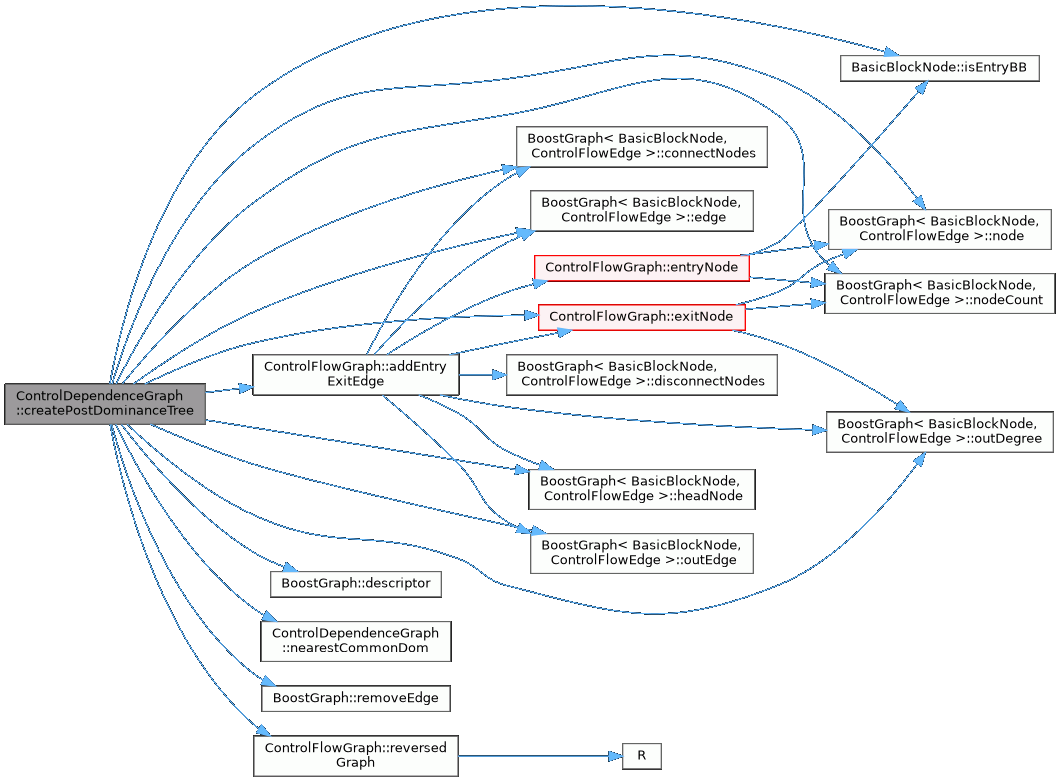 BasicBlockNode::isEntryBB
BoostGraph< BasicBlockNode,
ControlFlowEdge >::connectNodes
BoostGraph< BasicBlockNode,
ControlFlowEdge >::edge
BoostGraph< BasicBlockNode,
ControlFlowEdge >::node
ControlFlowGraph::entryNode
BoostGraph< BasicBlockNode,
ControlFlowEdge >::nodeCount
ControlFlowGraph::exitNode
ControlFlowGraph::addEntry
ExitEdge
BoostGraph< BasicBlockNode,
ControlFlowEdge >::disconnectNodes
ControlDependenceGraph
::createPostDominanceTree
BoostGraph< BasicBlockNode,
ControlFlowEdge >::outDegree
BoostGraph< BasicBlockNode,
ControlFlowEdge >::headNode
BoostGraph< BasicBlockNode,
ControlFlowEdge >::outEdge
BoostGraph::descriptor
ControlDependenceGraph
::nearestCommonDom
BoostGraph::removeEdge
ControlFlowGraph::reversed
Graph
R